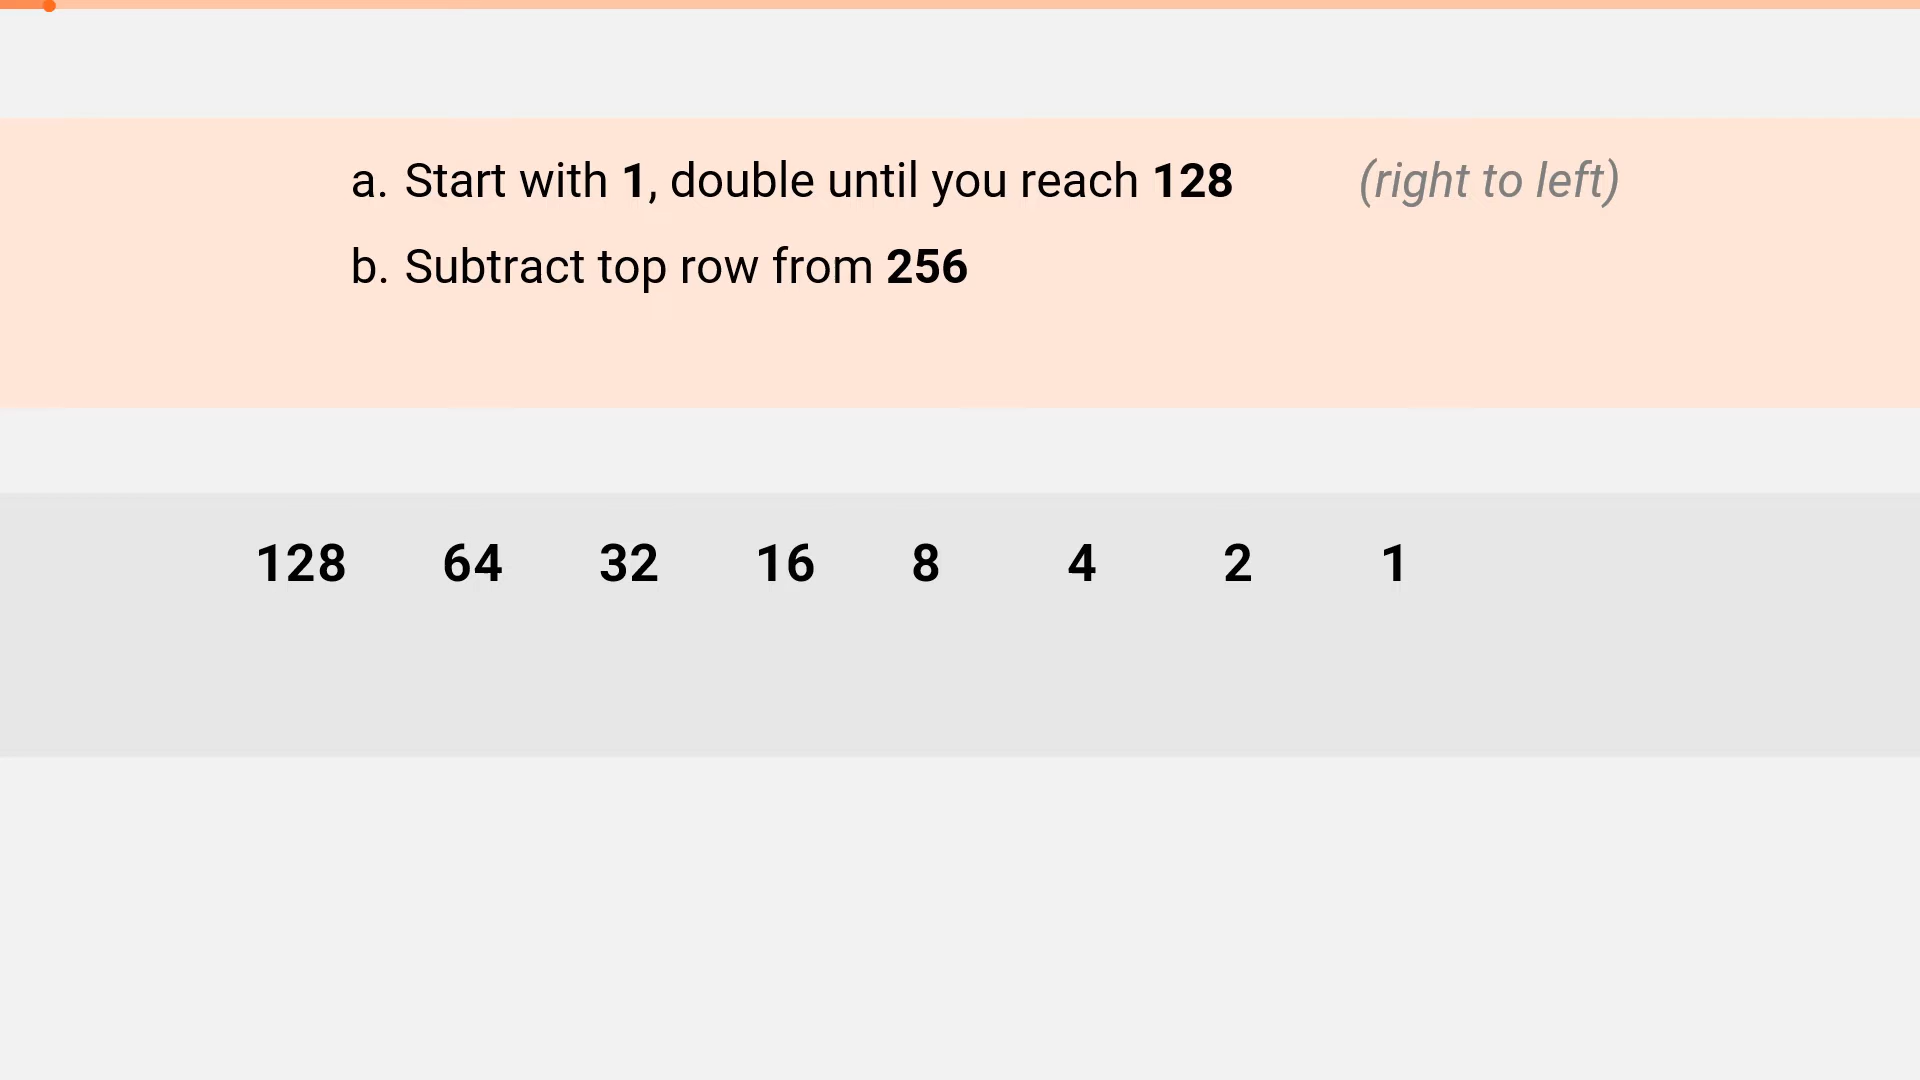 a. Start with 1, double until you reach 128 (right to left)
b. Subtract top row from 256
128 64 32 16 8 4 2 1